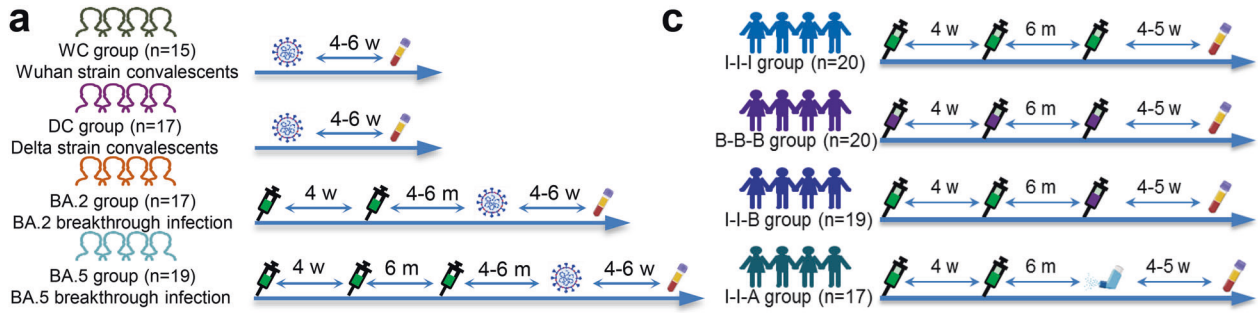 a
WC group (n=15)
Wuhan strain convalescents
4-6 w
DC group (n=17)
Delta strain convalescents
4-6 w
BA.2 group (n=17)
BA.2 breakthrough infection
4 w 4-6 m 4-6 w
BA.5 group (n=19)
BA.5 breakthrough infection
4 w 6 m 4-6 m 4-6 w
c
I-I-I group (n=20)
4 w 6 m 4-5 w
B-B-B group (n=20)
4 w 6 m 4-5 w
I-I-B group (n=19)
4 w 6 m 4-5 w
I-I-A group (n=17)
4 w 6 m 4-5 w